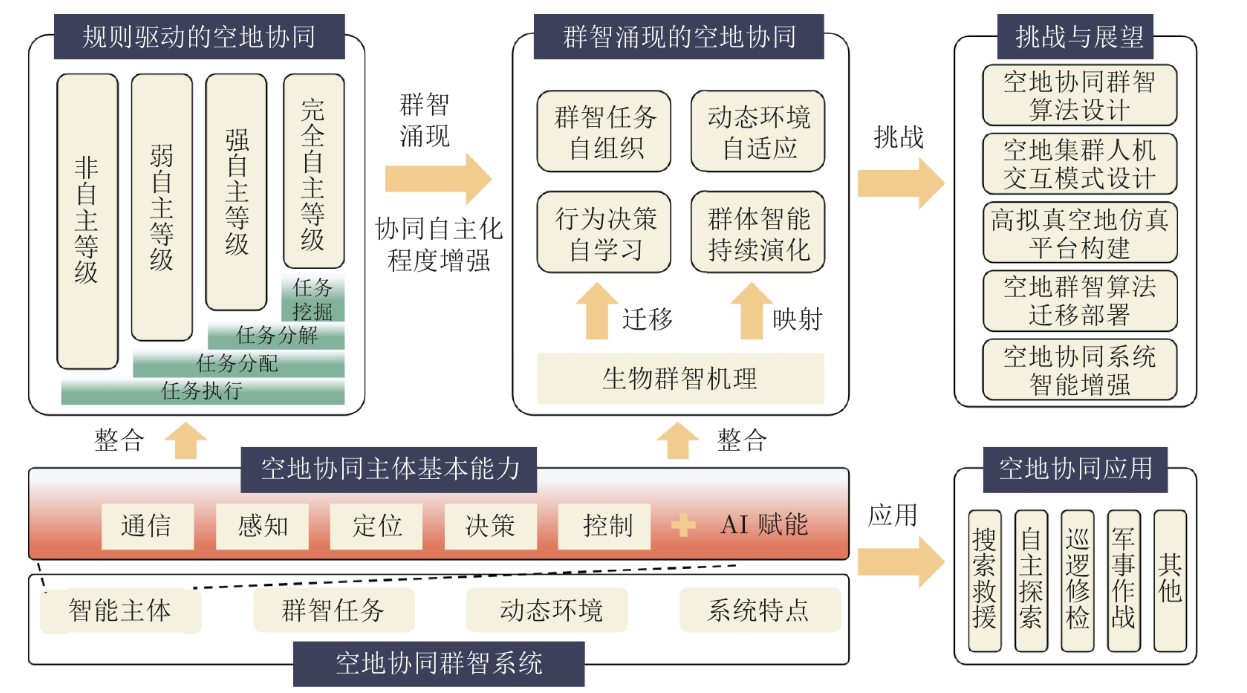 规则驱动的空地协同
非自主等级
弱自主等级
强自主等级
完全自主等级
任务
挖掘
任务分解
任务分配
任务执行
群智
涌现
协同自主化
程度增强
群智涌现的空地协同
群智任务
自组织
动态环境
自适应
行为决策
自学习
群体智能
持续演化
迁移
映射
生物群智机理
挑战
挑战与展望
空地协同群智
算法设计
空地集群人机
交互模式设计
高拟真空地仿真
平台构建
空地群智算法
迁移部署
空地协同系统
智能增强
整合
整合
空地协同主体基本能力
通信
感知
定位
决策
控制
AI 赋能
应用
智能主体
群智任务
动态环境
系统特点
空地协同群智系统
空地协同应用
搜索救援
自主探索
巡逻修检
军事作战
其他